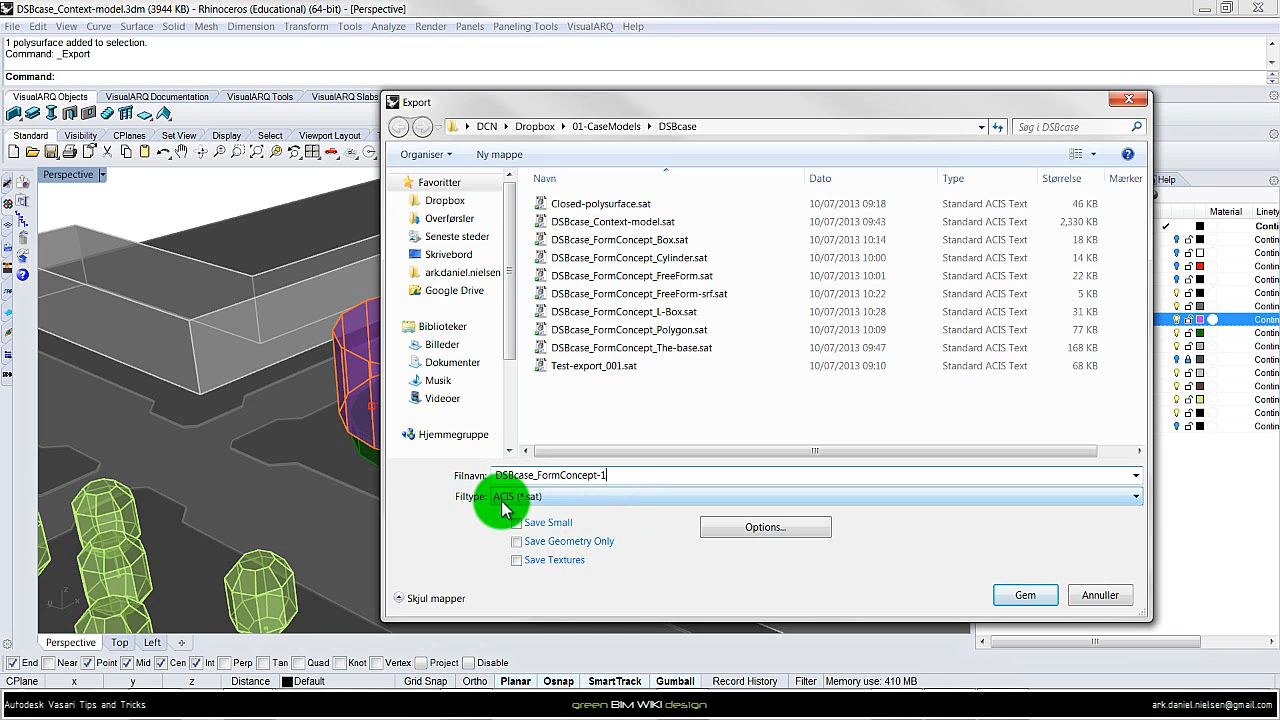 DSBcase_Context-model.3dm (3944 KB) - Rhinoceros (Educational) (64-bit) - [Perspective]
File Edit View Curve Surface Solid Mesh Dimension Transform Tools Analyze Render Panels Paneling Tools VisualARQ Help
1 polysurface added to selection.
Command: _Export
Command:
VisualARQ Objects VisualARQ Documentation VisualARQ Tools VisualARQ Slabs
Standard Visibility CPlanes Set View Display Select Viewport Layout
Perspective
Export
DCN Dropbox 01-CaseModels DSBcase
Søg i DSBcase
Organiser Ny mappe
Navn Dato Type Størrelse Mærker
Favoritter
Dropbox
Overførsler
Seneste steder
Skrivebord
ark.daniel.nielsen
Google Drive
Biblioteker
Billeder
Dokumenter
Musik
Videoer
Hjemmegruppe
Closed-polysurface.sat 10/07/2013 09:18 Standard ACIS Text 46 KB
DSBcase_Context-model.sat 10/07/2013 09:43 Standard ACIS Text 2,330 KB
DSBcase_FormConcept_Box.sat 10/07/2013 10:14 Standard ACIS Text 18 KB
DSBcase_FormConcept_Cylinder.sat 10/07/2013 10:00 Standard ACIS Text 14 KB
DSBcase_FormConcept_FreeForm.sat 10/07/2013 10:01 Standard ACIS Text 22 KB
DSBcase_FormConcept_FreeForm-srf.sat 10/07/2013 10:22 Standard ACIS Text 5 KB
DSBcase_FormConcept_L-Box.sat 10/07/2013 10:28 Standard ACIS Text 31 KB
DSBcase_FormConcept_Polygon.sat 10/07/2013 10:09 Standard ACIS Text 77 KB
DSBcase_FormConcept_The-base.sat 10/07/2013 09:47 Standard ACIS Text 168 KB
Test-export_001.sat 10/07/2013 09:10 Standard ACIS Text 68 KB
Filnavn: DSBcase_FormConcept-1
Filtype: ACIS (*.sat)
Save Small
Save Geometry Only
Save Textures
Options...
Skjul mapper
Gem Annuller
Help
Material Linety
Conti
Contin
Contin
Contin
Contin
Contin
Contin
Contin
Contin
Contin
Contin
Contin
Contin
z y x
Perspective Top Left
End Near Point Mid Cen Int Perp Tan Quad Knot Vertex Project Disable
CPlane x y z Distance Default Grid Snap Ortho Planar Osnap SmartTrack Gumball Record History Filter Memory use: 410 MB
Autodesk Vasari Tips and Tricks green BIM WIKI design ark.daniel.nielsen@gmail.com